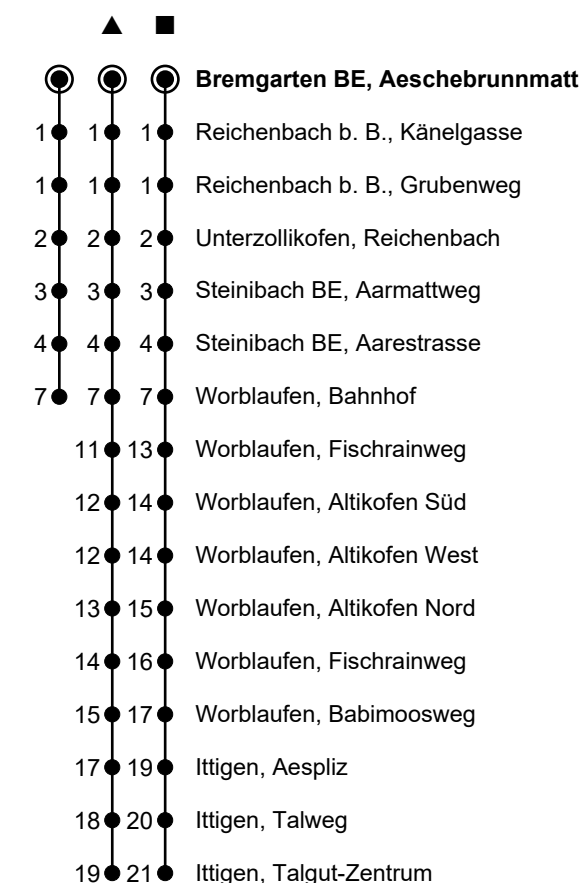 ▲ ■
Bremgarten BE, Aeschebrunnmatt
1 1 1 Reichenbach b. B., Känelgasse
1 1 1 Reichenbach b. B., Grubenweg
2 2 2 Unterzollikofen, Reichenbach
3 3 3 Steinibach BE, Aarmattweg
4 4 4 Steinibach BE, Aarestrasse
7 7 7 Worblaufen, Bahnhof
11 13 Worblaufen, Fischrainweg
12 14 Worblaufen, Altikofen Süd
12 14 Worblaufen, Altikofen West
13 15 Worblaufen, Altikofen Nord
14 16 Worblaufen, Fischrainweg
15 17 Worblaufen, Babimoosweg
17 19 Ittigen, Aespliz
18 20 Ittigen, Talweg
19 21 Ittigen, Talgut-Zentrum